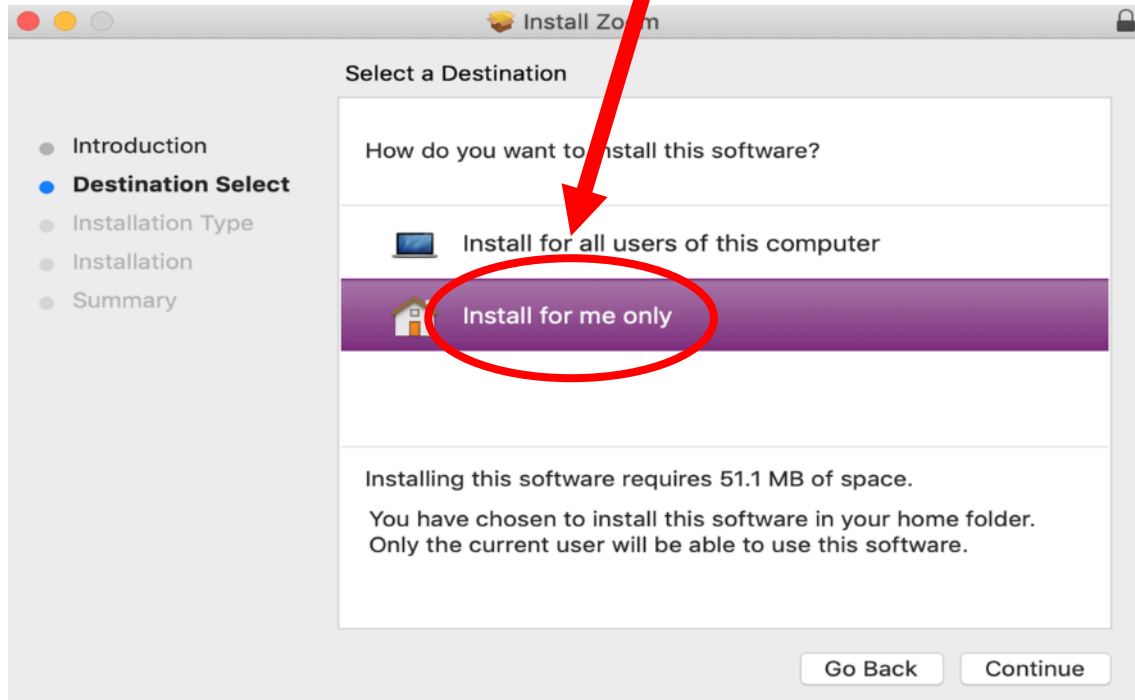 Install Zoom
Select a Destination
Introduction
Destination Select
Installation Type
Installation
Summary
How do you want to install this software?
Install for all users of this computer
Install for me only
Installing this software requires 51.1 MB of space.
You have chosen to install this software in your home folder.
Only the current user will be able to use this software.
Go Back
Continue